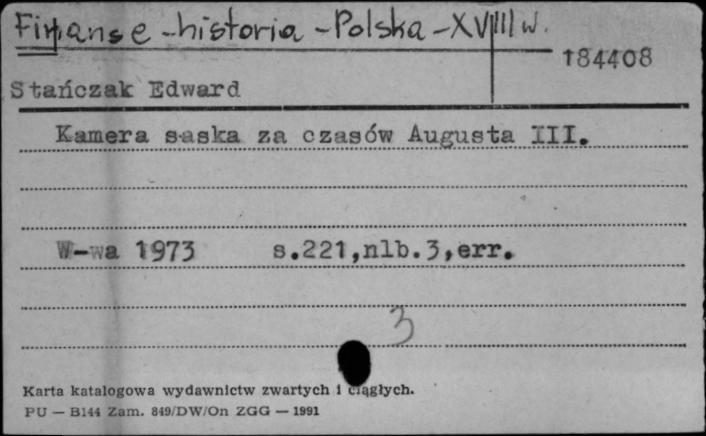 Finanse - historia - Polska - XVIII w.
184408
Stańczak Edward
Kamera saska za czasów Augusta III.
W-wa 1973 s.221,nlb.3,err.
3
Karta katalogowa wydawnictw zwartych i ciągłych.
PU — B144 Zam. 849/DW/On ZGG — 1991